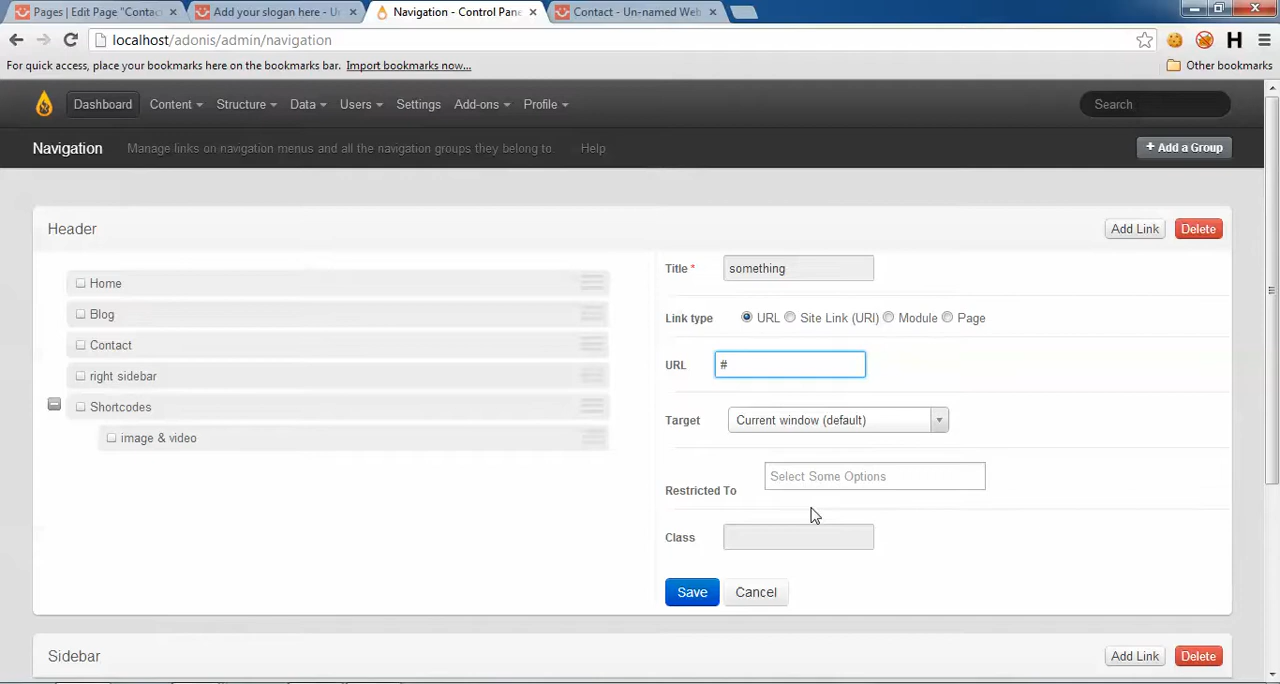 Pages | Edit Page "Contac
Add your slogan here - Un
Navigation - Control Pane
Contact - Un-named Web
localhost/adonis/admin/navigation
For quick access, place your bookmarks here on the bookmarks bar. Import bookmarks now...
Other bookmarks
Dashboard Content Structure Data Users Settings Add-ons Profile
Search
Navigation Manage links on navigation menus and all the navigation groups they belong to. Help
+ Add a Group
Header
Add Link Delete
Home
Blog
Contact
right sidebar
Shortcodes
image & video
Title * something
Link type URL Site Link (URI) Module Page
URL #
Target Current window (default)
Restricted To Select Some Options
Class
Save Cancel
Sidebar
Add Link Delete